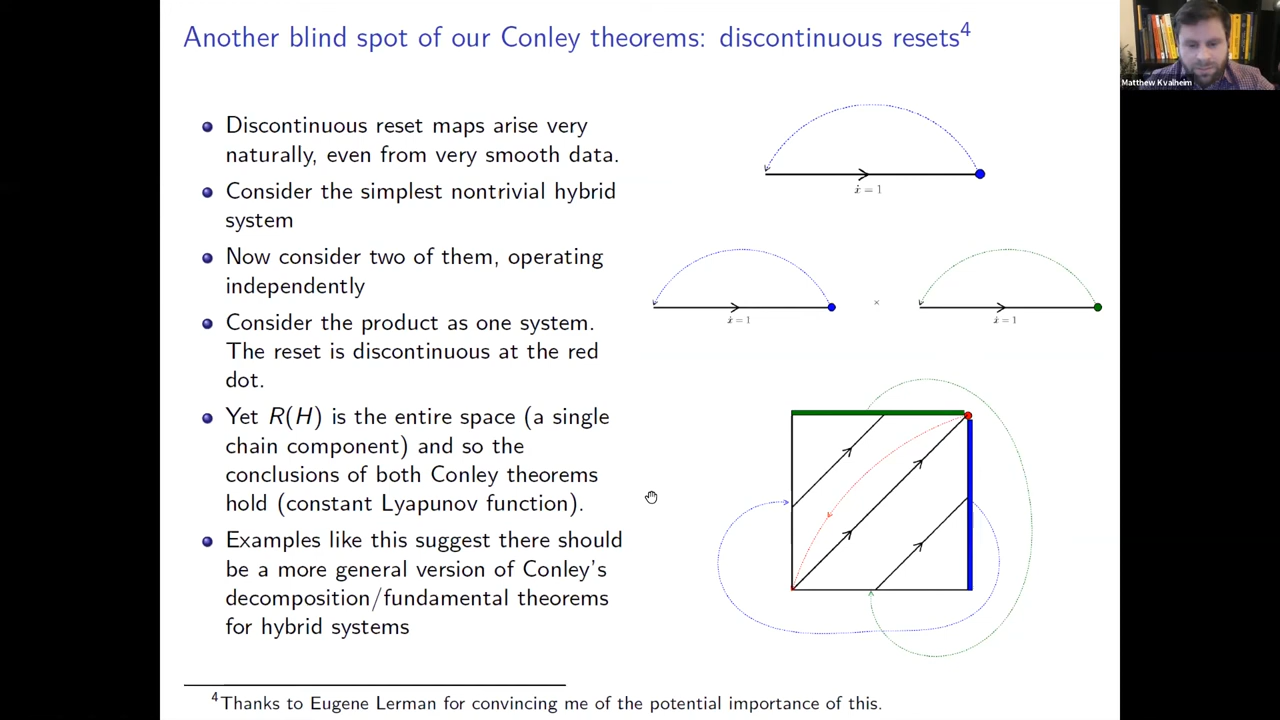 Another blind spot of our Conley theorems: discontinuous resets⁴
Matthew Kvalheim
Discontinuous reset maps arise very
naturally, even from very smooth data.
Consider the simplest nontrivial hybrid
system
Now consider two of them, operating
independently
Consider the product as one system.
The reset is discontinuous at the red
dot.
Yet R(H) is the entire space (a single
chain component) and so the
conclusions of both Conley theorems
hold (constant Lyapunov function).
Examples like this suggest there should
be a more general version of Conley's
decomposition/fundamental theorems
for hybrid systems
ẋ = 1
ẋ = 1
×
ẋ = 1
⁴Thanks to Eugene Lerman for convincing me of the potential importance of this.